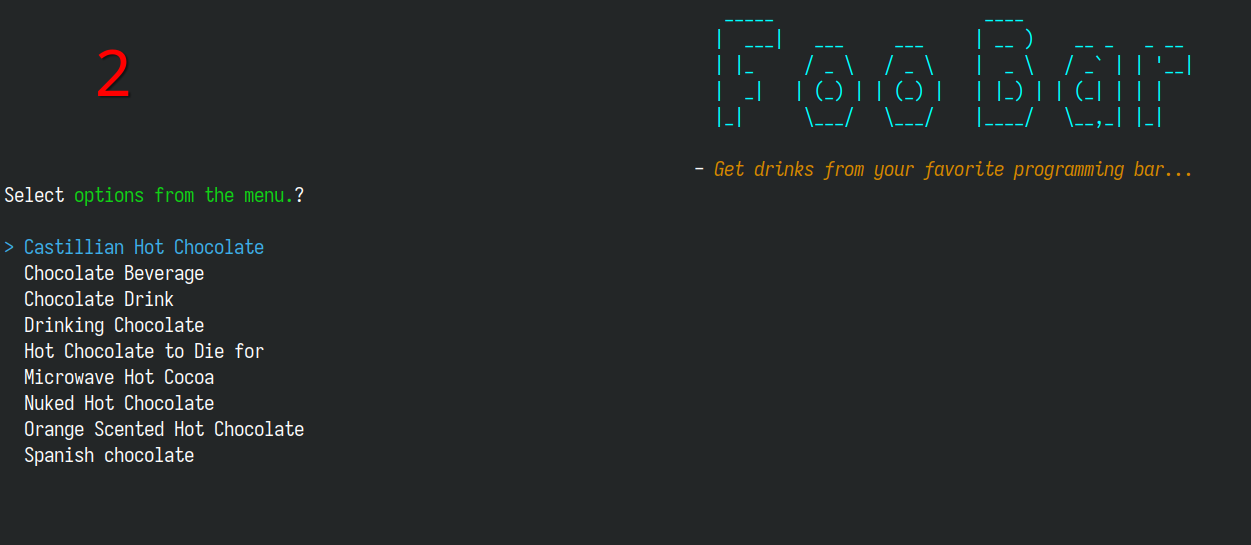 2
Foo Bar
- Get drinks from your favorite programming bar...
Select options from the menu.?
> Castillian Hot Chocolate
Chocolate Beverage
Chocolate Drink
Drinking Chocolate
Hot Chocolate to Die for
Microwave Hot Cocoa
Nuked Hot Chocolate
Orange Scented Hot Chocolate
Spanish chocolate